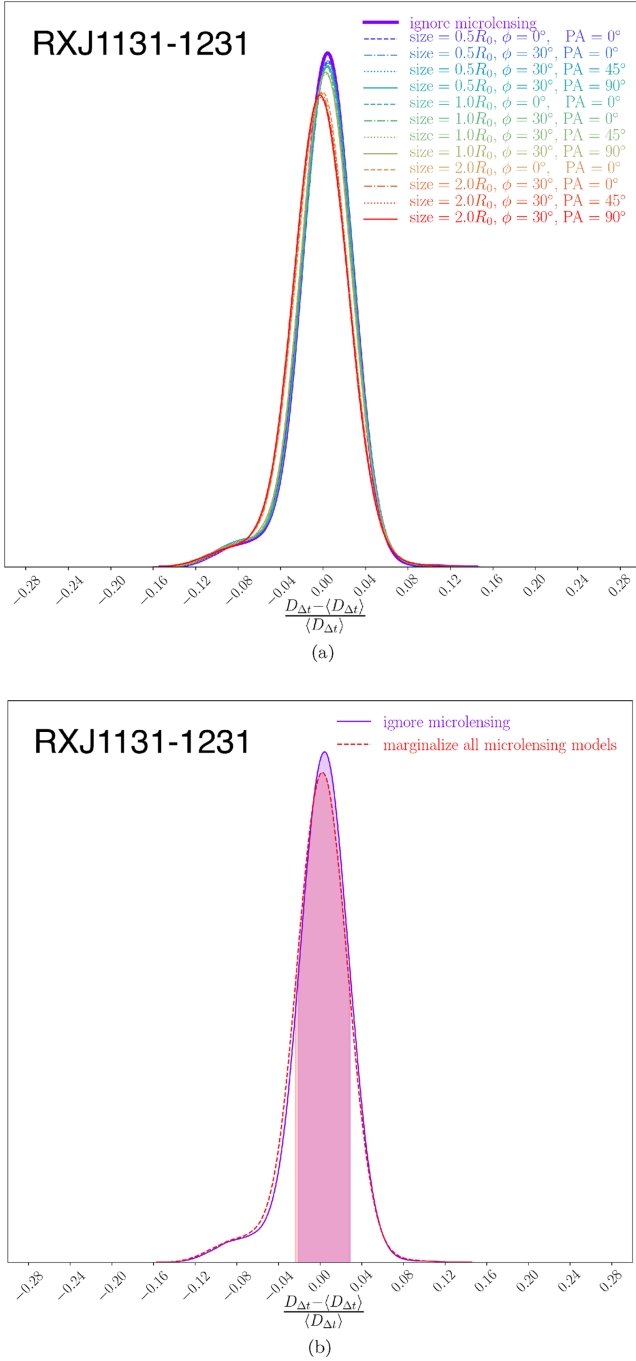 RXJ1131-1231
ignore microlensing
size = 0.5R₀, ϕ = 0°, PA = 0°
size = 0.5R₀, ϕ = 30°, PA = 0°
size = 0.5R₀, ϕ = 30°, PA = 45°
size = 0.5R₀, ϕ = 30°, PA = 90°
size = 1.0R₀, ϕ = 0°, PA = 0°
size = 1.0R₀, ϕ = 30°, PA = 0°
size = 1.0R₀, ϕ = 30°, PA = 45°
size = 1.0R₀, ϕ = 30°, PA = 90°
size = 2.0R₀, ϕ = 0°, PA = 0°
size = 2.0R₀, ϕ = 30°, PA = 0°
size = 2.0R₀, ϕ = 30°, PA = 45°
size = 2.0R₀, ϕ = 30°, PA = 90°
−0.28 −0.24 −0.20 −0.16 −0.12 −0.08 −0.04 0.00 0.04 0.08 0.12 0.16 0.20 0.24 0.28
D_Δt−⟨D_Δt⟩
⟨D_Δt⟩
(a)
RXJ1131-1231
ignore microlensing
marginalize all microlensing models
−0.28 −0.24 −0.20 −0.16 −0.12 −0.08 −0.04 0.00 0.04 0.08 0.12 0.16 0.20 0.24 0.28
D_Δt−⟨D_Δt⟩
⟨D_Δt⟩
(b)